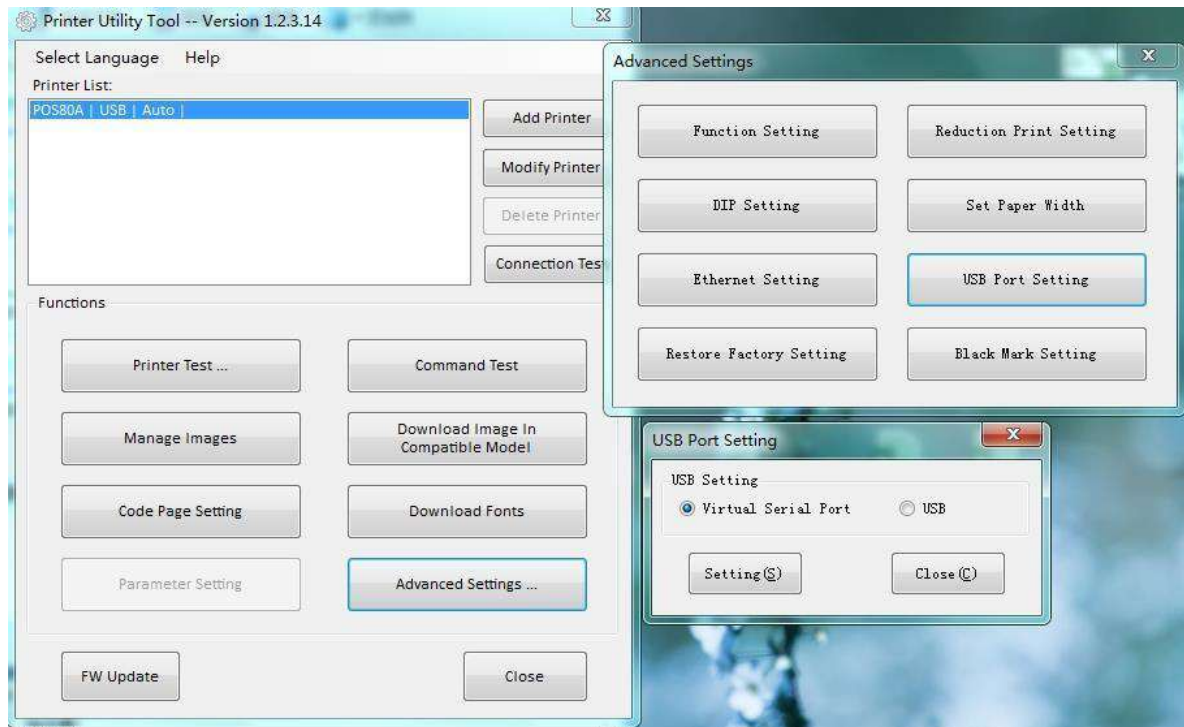 Printer Utility Tool -- Version 1.2.3.14
Select Language Help
Printer List:
POS80A | USB | Auto |
Add Printer
Modify Printer
Delete Printer
Connection Tes
Functions
Printer Test ...
Command Test
Manage Images
Download Image In
Compatible Model
Code Page Setting
Download Fonts
Parameter Setting
Advanced Settings ...
FW Update
Close
Advanced Settings
Function Setting
Reduction Print Setting
DIP Setting
Set Paper Width
Ethernet Setting
USB Port Setting
Restore Factory Setting
Black Mark Setting
USB Port Setting
USB Setting
Virtual Serial Port
USB
Setting(S)
Close(C)